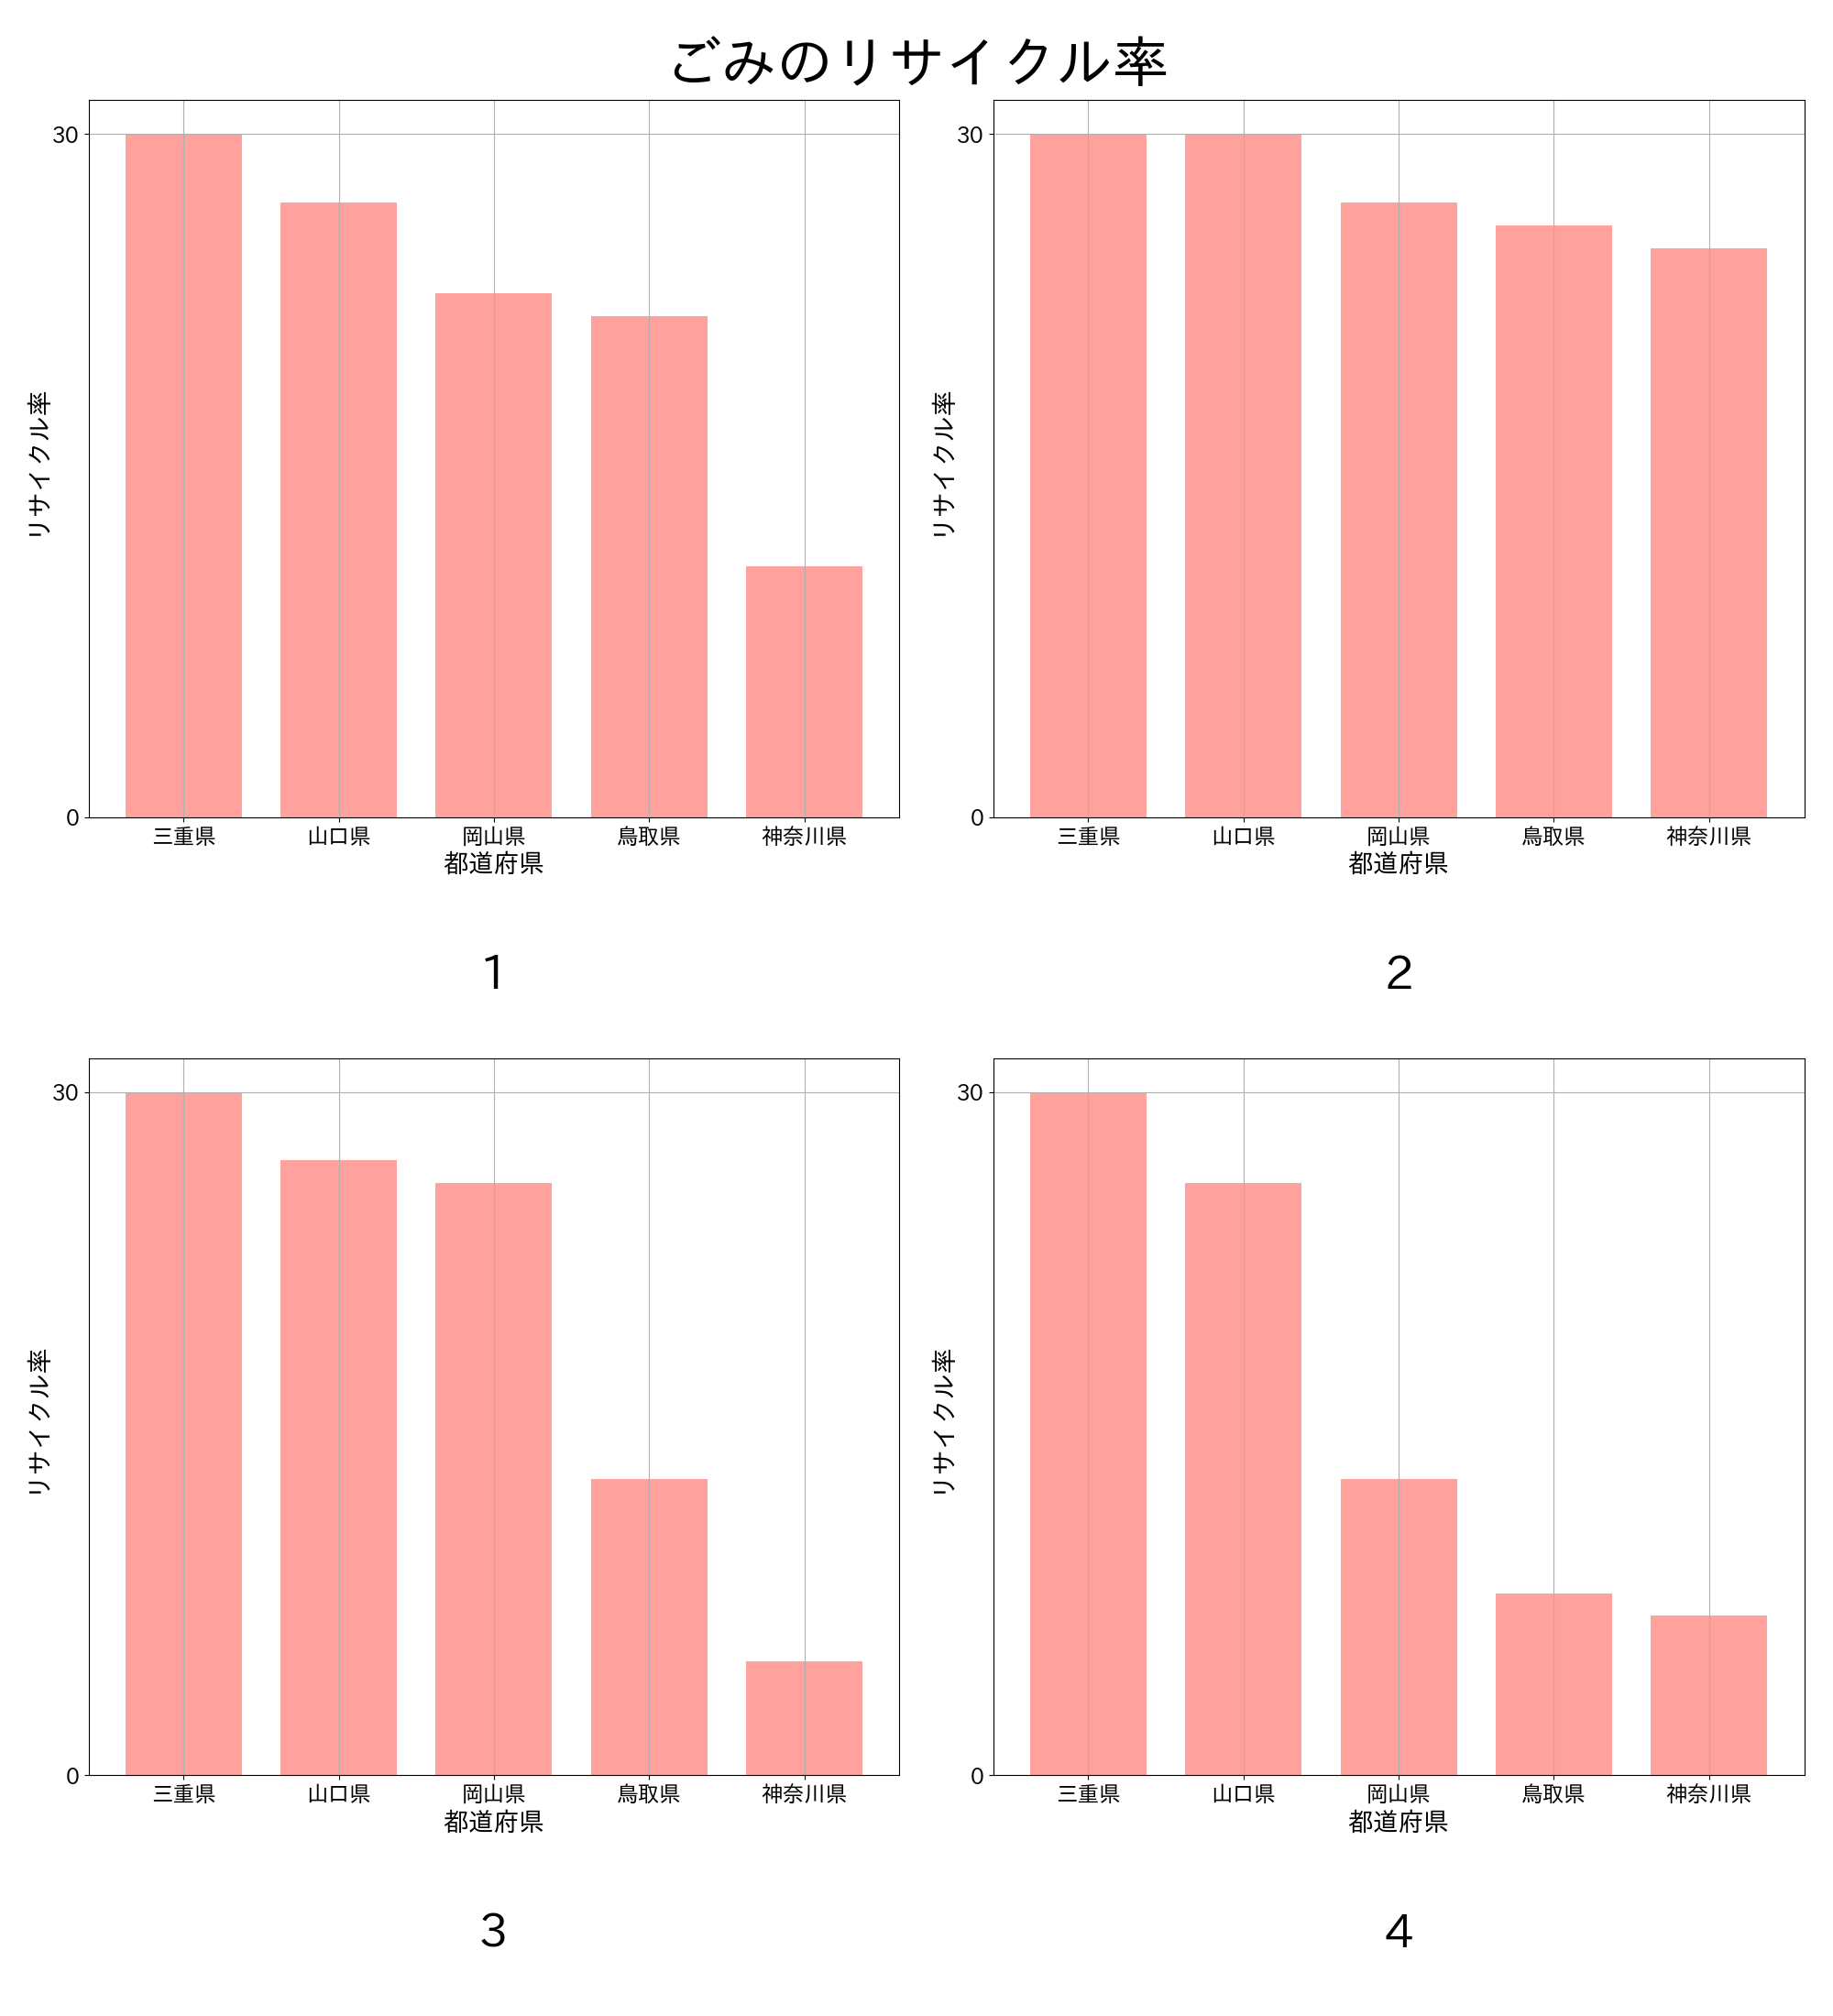 ごみのリサイクル率
30
0
リサイクル率
三重県 山口県 岡山県 鳥取県 神奈川県
都道府県
1
30
0
リサイクル率
三重県 山口県 岡山県 鳥取県 神奈川県
都道府県
2
30
0
リサイクル率
三重県 山口県 岡山県 鳥取県 神奈川県
都道府県
3
30
0
リサイクル率
三重県 山口県 岡山県 鳥取県 神奈川県
都道府県
4